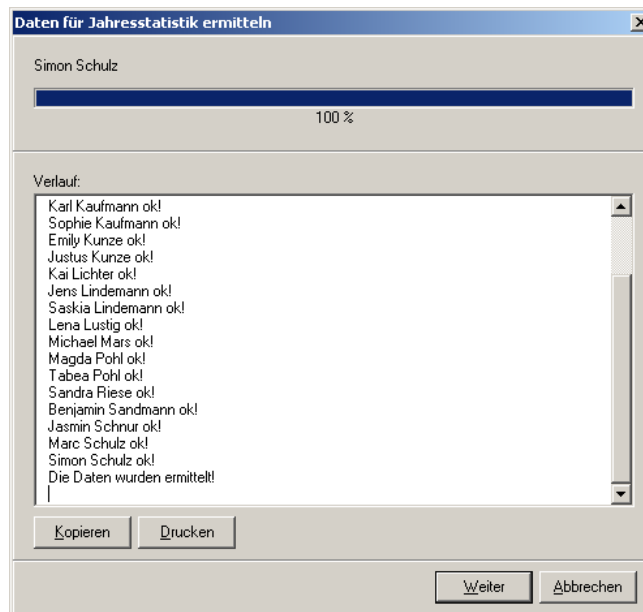 Daten für Jahresstatistik ermitteln
Simon Schulz
100 %
Verlauf:
Karl Kaufmann ok!
Sophie Kaufmann ok!
Emily Kunze ok!
Justus Kunze ok!
Kai Lichter ok!
Jens Lindemann ok!
Saskia Lindemann ok!
Lena Lustig ok!
Michael Mars ok!
Magda Pohl ok!
Tabea Pohl ok!
Sandra Riese ok!
Benjamin Sandmann ok!
Jasmin Schnur ok!
Marc Schulz ok!
Simon Schulz ok!
Die Daten wurden ermittelt!
Kopieren Drucken
Weiter Abbrechen